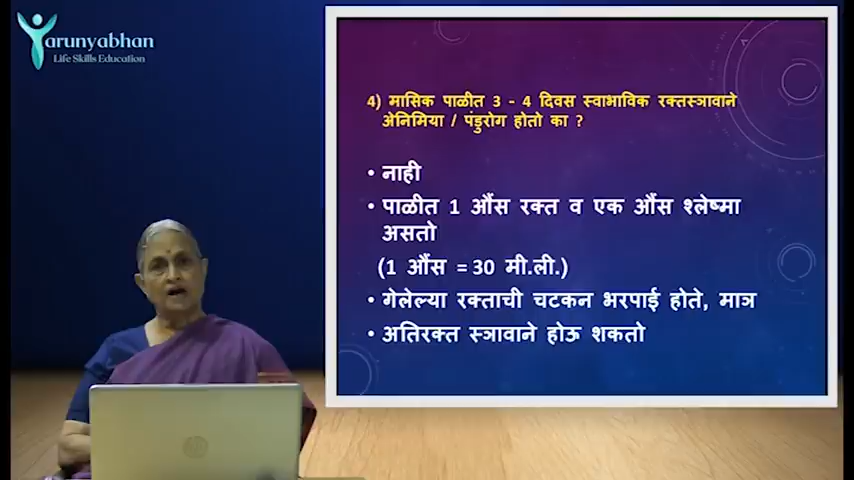 Tarunyabhan
Life Skills Education
4) मासिक पाळीत 3 - 4 दिवस स्वाभाविक रक्तस्त्रावाने
ॲनिमिया / पंडुरोग होतो का ?
• नाही
• पाळीत 1 औंस रक्त व एक औंस श्लेष्मा
असतो
(1 औंस = 30 मी.ली.)
• गेलेल्या रक्ताची चटकन भरपाई होते, मात्र
• अतिरक्त स्त्रावाने होऊ शकतो